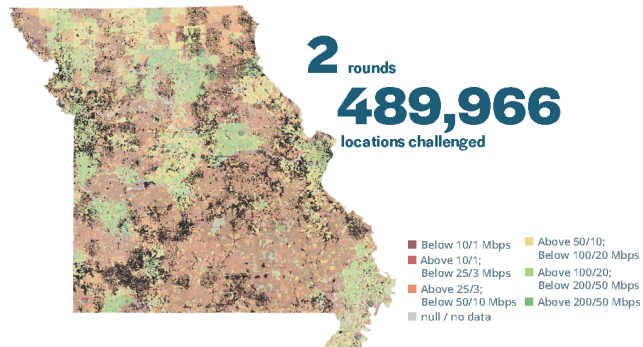 2 rounds
489,966
locations challenged
Below 10/1 Mbps
Above 10/1;
Below 25/3 Mbps
Above 25/3;
Below 50/10 Mbps
null / no data
Above 50/10;
Below 100/20 Mbps
Above 100/20;
Below 200/50 Mbps
Above 200/50 Mbps